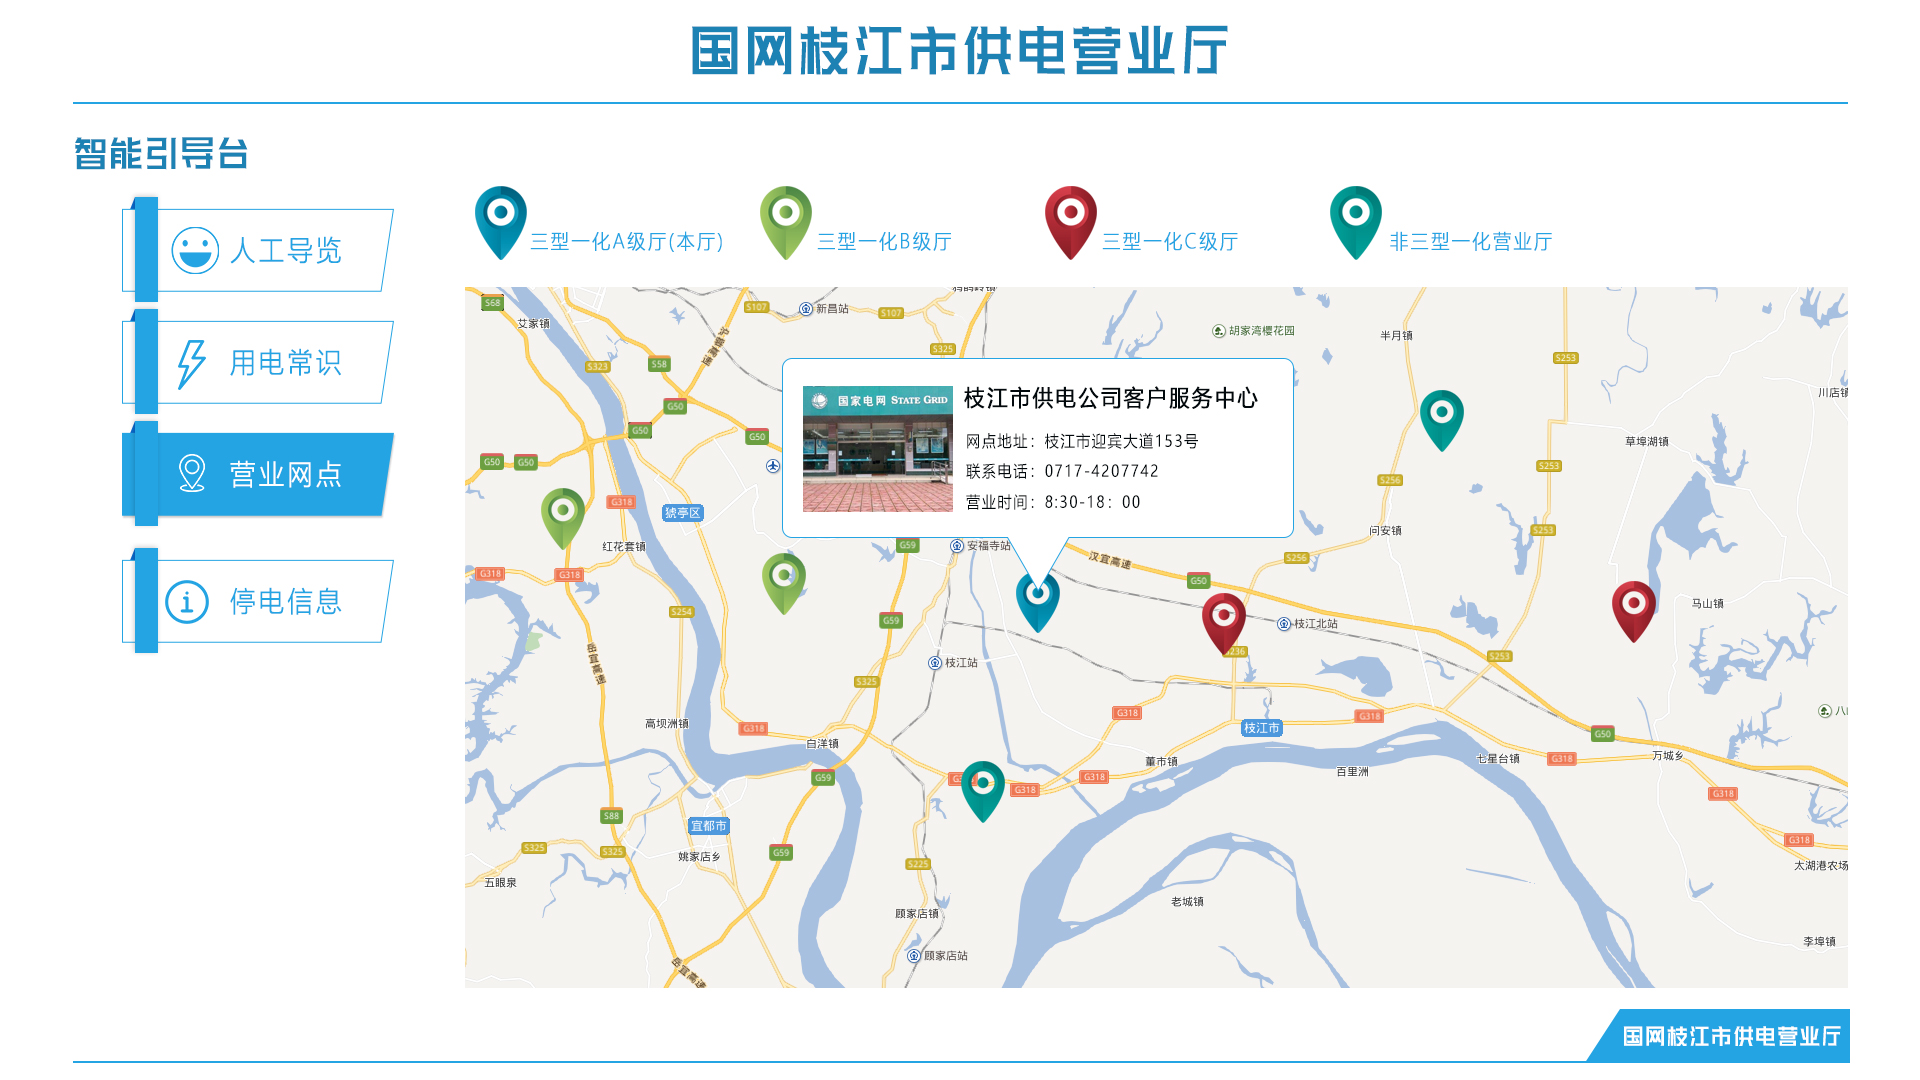 国网枝江市供电营业厅
智能引导台
人工导览
用电常识
营业网点
停电信息
三型一化A级厅(本厅)
三型一化B级厅
三型一化C级厅
非三型一化营业厅
S68
艾家镇
S107
新昌站
S107
S325
胡家湾樱花园
半月镇
S253
S323
S58
G50
G50
G50
G50
G50
川店镇
草埠湖镇
S253
S256
国家电网 STATE GRID
枝江市供电公司客户服务中心
网点地址：枝江市迎宾大道153号
联系电话：0717-4207742
营业时间：8:30-18：00
G318
猇亭区
问安镇
S253
红花套镇
G59
安福寺站
汉宜高速
S256
G318
G318
G50
S254
G59
枝江北站
马山镇
S236
岳宜高速
枝江站
S253
S325
高坝洲镇
G318
G318
G318
枝江市
白洋镇
G50
董市镇
七星台镇
G318
万城乡
百里洲
G59
G318
G318
G318
S88
宜都市
G318
S325
S325
姚家店乡
G59
S225
太湖港农场
五眼泉
老城镇
顾家店镇
李埠镇
顾家店站
岳宜高速
国网枝江市供电营业厅